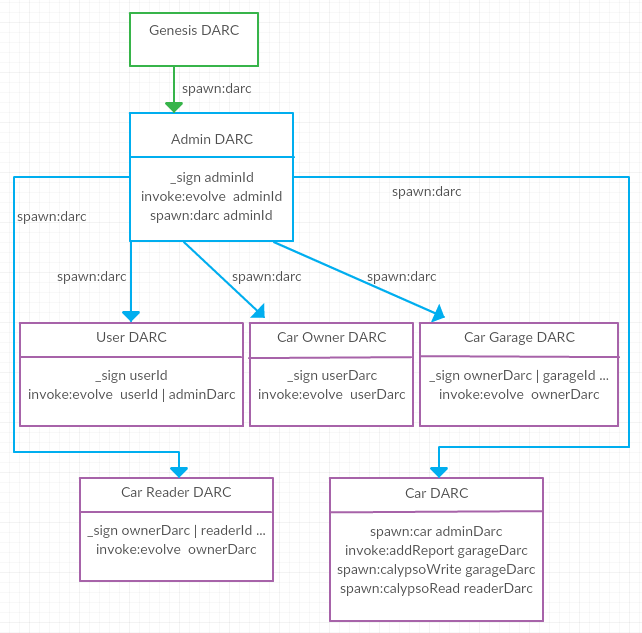 Genesis DARC
spawn:darc
Admin DARC
_sign adminId
invoke:evolve adminId
spawn:darc adminId
spawn:darc
spawn:darc
spawn:darc
spawn:darc
spawn:darc
User DARC
_sign userId
invoke:evolve userId | adminDarc
Car Owner DARC
_sign userDarc
invoke:evolve userDarc
Car Garage DARC
_sign ownerDarc | garageId ...
invoke:evolve ownerDarc
Car Reader DARC
_sign ownerDarc | readerId ...
invoke:evolve ownerDarc
Car DARC
spawn:car adminDarc
invoke:addReport garageDarc
spawn:calypsoWrite garageDarc
spawn:calypsoRead readerDarc